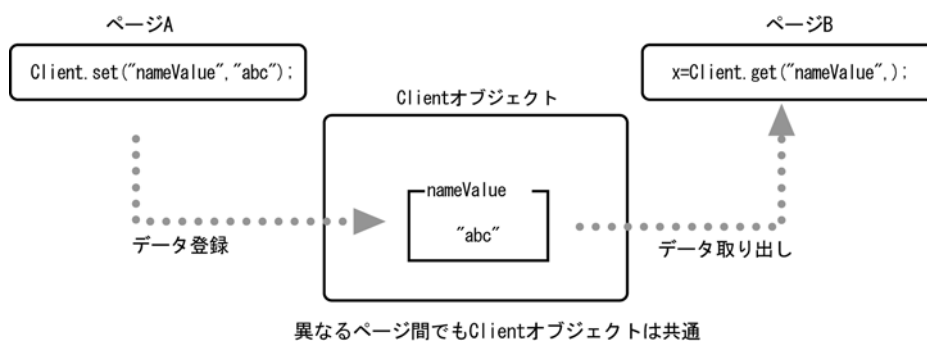 ページA
Client.set("nameValue","abc");
ページB
x=Client.get("nameValue",);
Clientオブジェクト
nameValue
"abc"
データ登録
データ取り出し
異なるページ間でもClientオブジェクトは共通